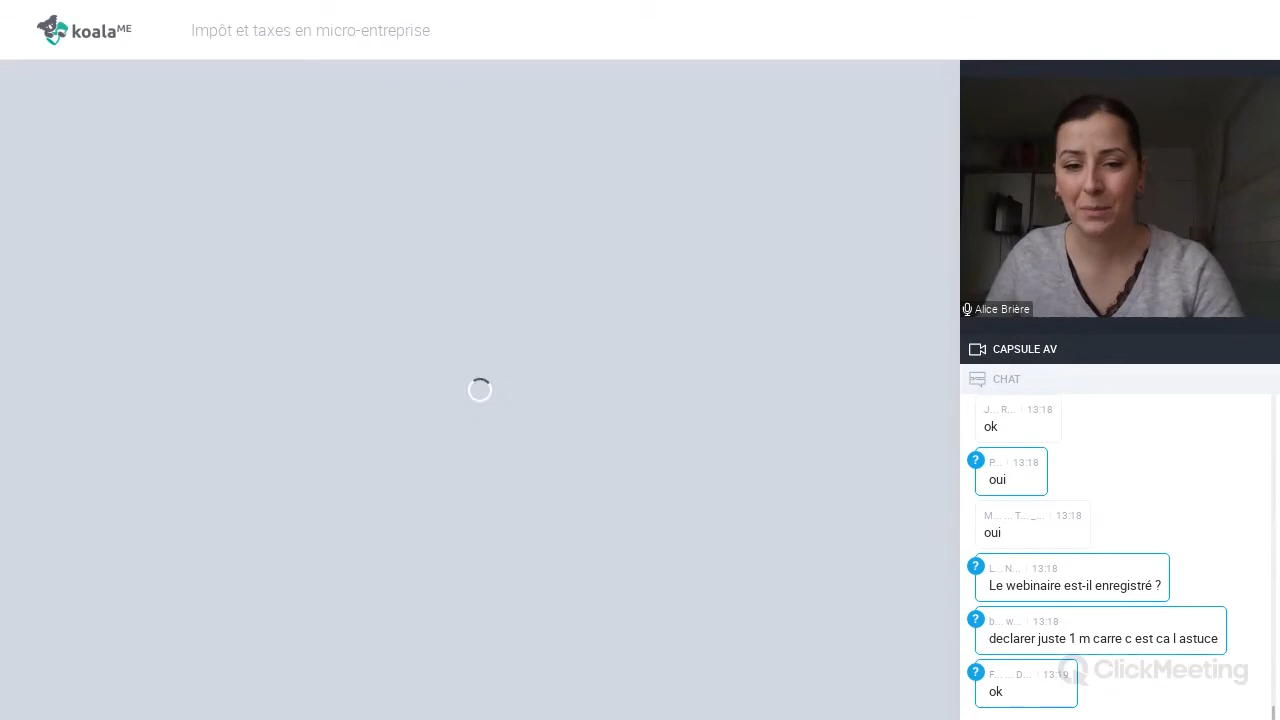 koala ME
Impôt et taxes en micro-entreprise
Alice Brière
CAPSULE AV
CHAT
J... R... 13:18
ok
? P... 13:18
oui
M... ... T... _... 13:18
oui
? L... N... 13:18
Le webinaire est-il enregistré ?
? b... w... 13:18
declarer juste 1 m carre c est ca l astuce
ClickMeeting
? F... ... D... 13:19
ok